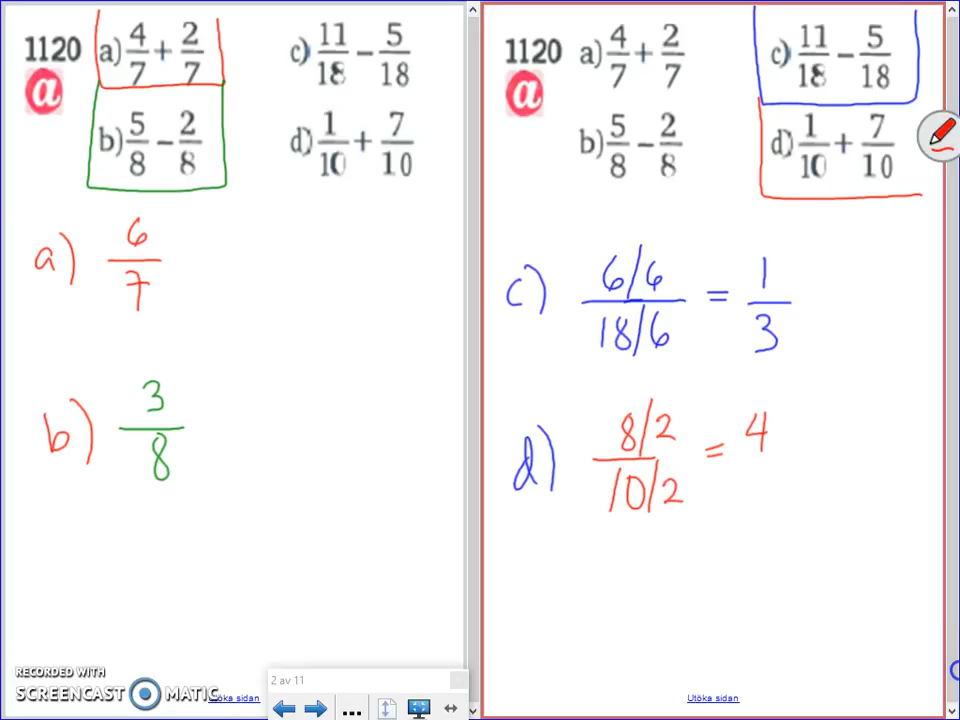 1120 a) 4/7 + 2/7 c) 11/18 − 5/18
a
b) 5/8 − 2/8 d) 1/10 + 7/10
a) 6/7
b) 3/8
RECORDED WITH
SCREENCAST MATIC
Utöka sidan
2 av 11
1120 a) 4/7 + 2/7 c) 11/18 − 5/18
a
b) 5/8 − 2/8 d) 1/10 + 7/10
c) 6/6 / 18/6 = 1/3
d) 8/2 / 10/2 = 4
Utöka sidan